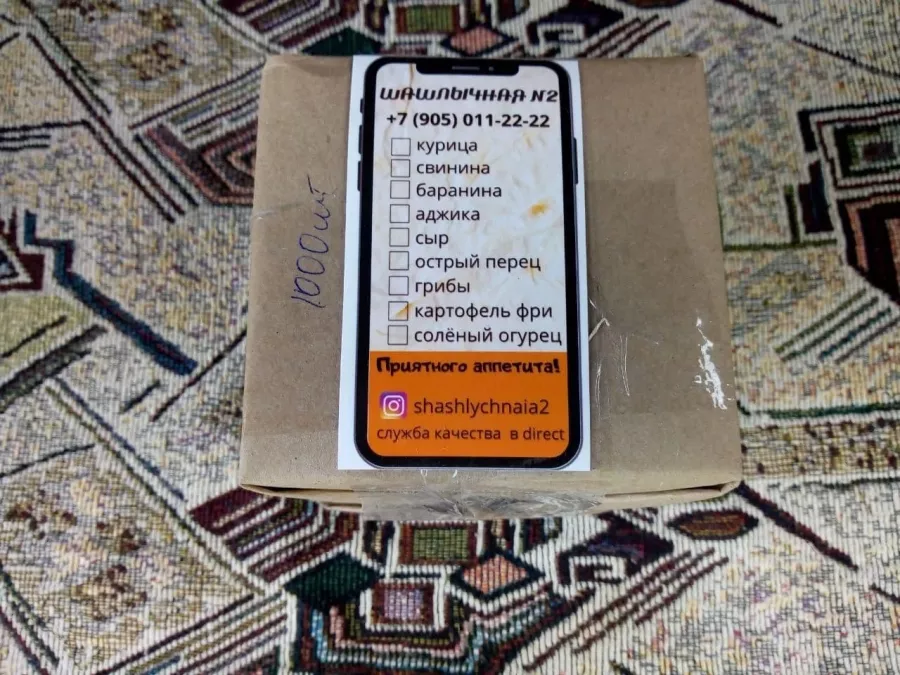 ШАШЛЫЧНАЯ №2
+7 (905) 011-22-22
курица
свинина
баранина
аджика
сыр
острый перец
грибы
картофель фри
солёный огурец
Приятного аппетита!
shashlychnaia2
служба качества в direct
1000шт